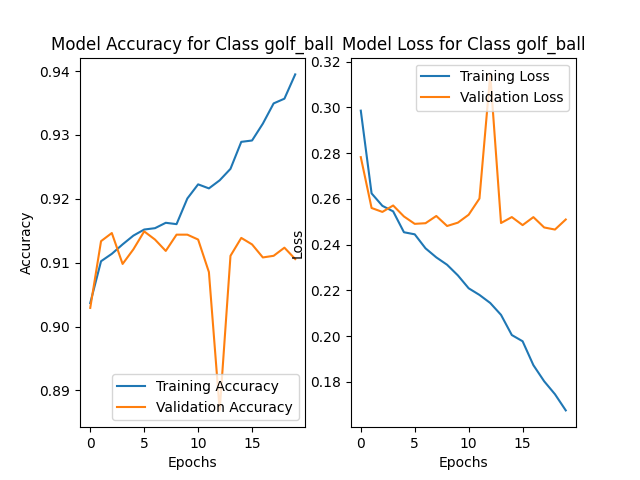 Model Accuracy for Class golf_ball
0.94
0.93
0.92
0.91
0.90
0.89
Accuracy
Training Accuracy
Validation Accuracy
0 5 10 15
Epochs
Model Loss for Class golf_ball
0.32
0.30
0.28
0.26
0.24
0.22
0.20
0.18
Loss
Training Loss
Validation Loss
0 5 10 15
Epochs